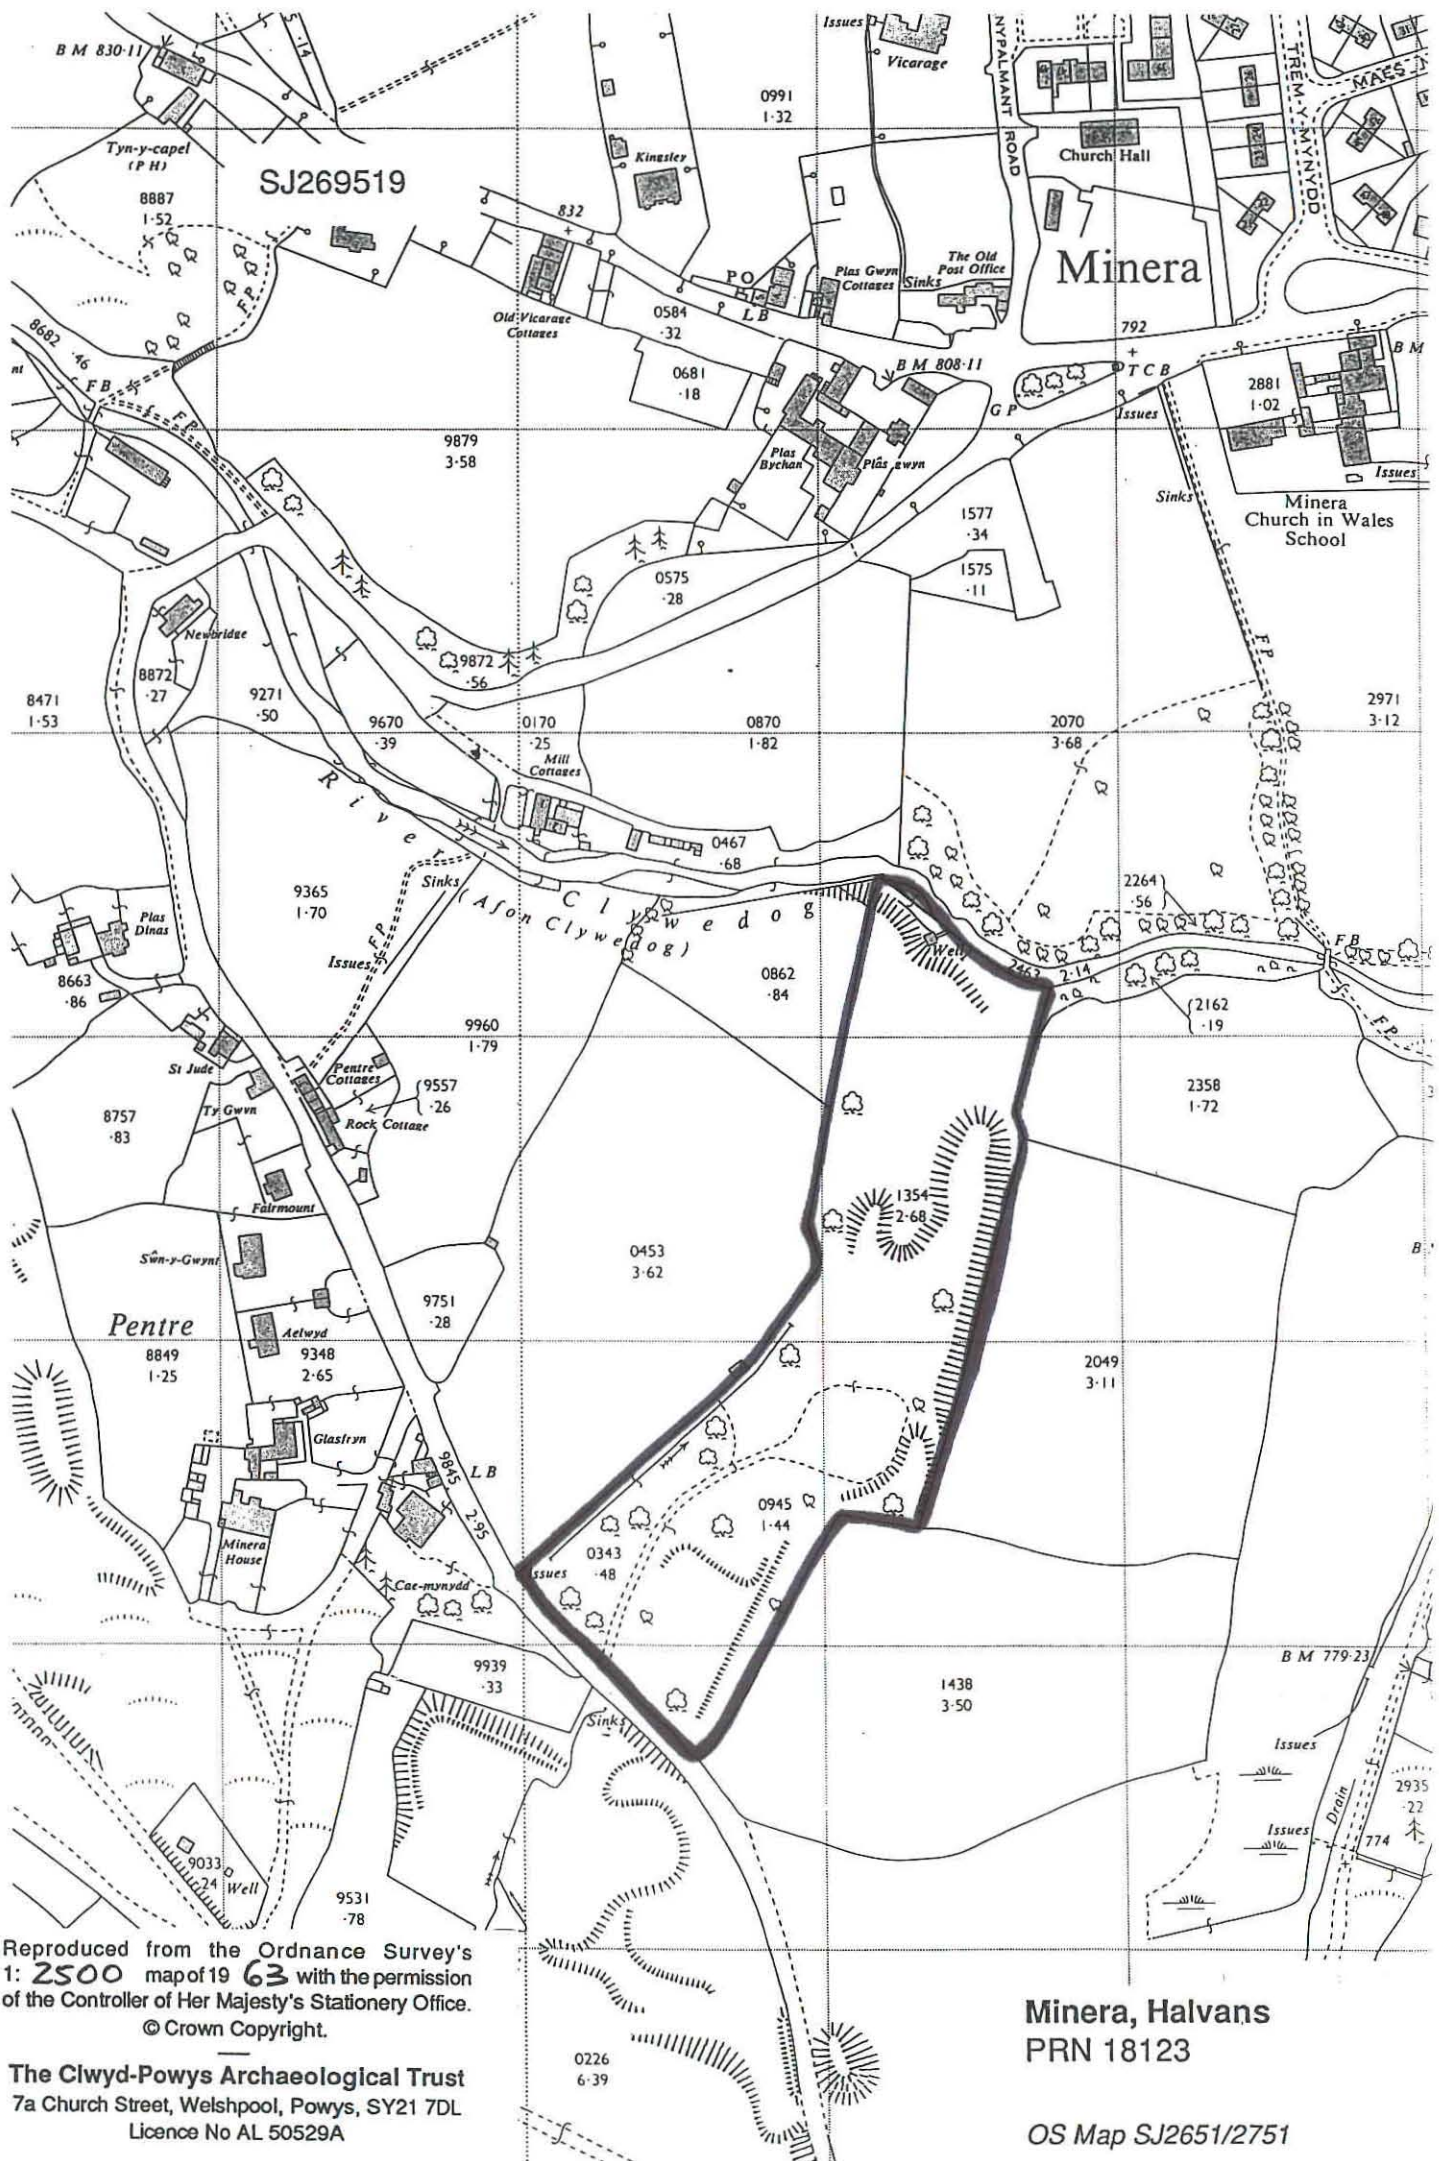 Issues
B M 830·11
·14
Vicarage
NYPALMANT ROAD
TREM Y MYNYDD
MAES
0991
1·32
Tyn-y-capel
(P H)
Kingsley
Church Hall
SJ269519
8887
1·52
832
F P
PO
LB
Plas Gwyn
Cottages
Sinks
The Old
Post Office
Minera
Old Vicarage
Cottages
0584
·32
792
8682
·46
nt
F B
F P
0681
·18
B M 808·11
T C B
G P
Issues
2881
1·02
B M
9879
3·58
Plas
Bychan
Plâs gwyn
Sinks
Issues
Minera
Church in Wales
School
1577
·34
1575
·11
0575
·28
Newbridge
F P
9872
·56
8872
·27
8471
1·53
9271
·50
9670
·39
0170
·25
0870
1·82
2070
3·68
2971
3·12
Mill
Cottages
River Clywedog
(Afon Clywedog)
0467
·68
Sinks
2264
·56
9365
1·70
F P
Issues
Plas
Dinas
8663
·86
Well
2463
2·14
F B
0862
·84
2162
·19
F P
9960
1·79
St Jude
Pentre
Cottages
9557
·26
Ty Gwyn
Rock Cottage
8757
·83
2358
1·72
Fairmount
1354
2·68
Swn-y-Gwynt
0453
3·62
B
9751
·28
Pentre
Aelwyd
8849
1·25
9348
2·65
2049
3·11
Glasfryn
9845
2·95
L B
0945
1·44
Minera
House
0343
·48
Issues
Cae-mynydd
9939
·33
B M 779·23
1438
3·50
Sinks
Issues
2935
·22
Drain
Issues
774
9033
·24
Well
9531
·78
Reproduced from the Ordnance Survey's
1: 2500 map of 19 63 with the permission
of the Controller of Her Majesty's Stationery Office.
© Crown Copyright.
The Clwyd-Powys Archaeological Trust
7a Church Street, Welshpool, Powys, SY21 7DL
Licence No AL 50529A
0226
6·39
Minera, Halvans
PRN 18123
OS Map SJ2651/2751